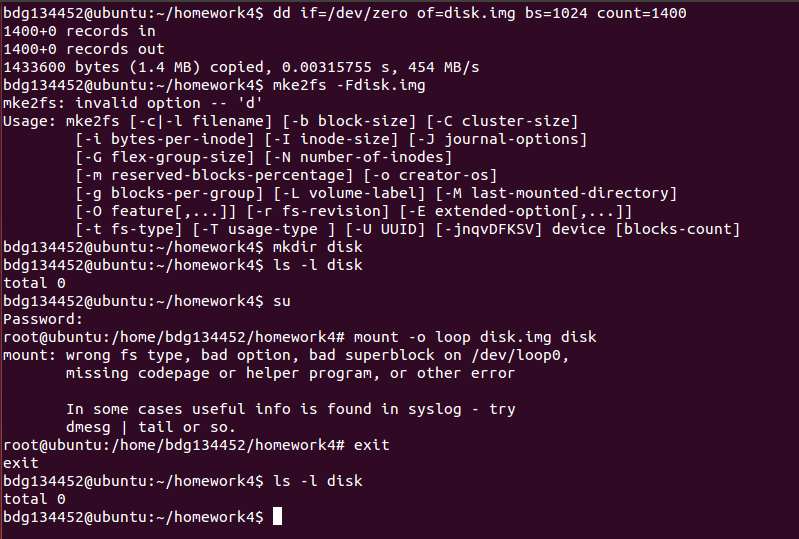 bdg134452@ubuntu:~/homework4$ dd if=/dev/zero of=disk.img bs=1024 count=1400
1400+0 records in
1400+0 records out
1433600 bytes (1.4 MB) copied, 0.00315755 s, 454 MB/s
bdg134452@ubuntu:~/homework4$ mke2fs -Fdisk.img
mke2fs: invalid option -- 'd'
Usage: mke2fs [-c|-l filename] [-b block-size] [-C cluster-size]
        [-i bytes-per-inode] [-I inode-size] [-J journal-options]
        [-G flex-group-size] [-N number-of-inodes]
        [-m reserved-blocks-percentage] [-o creator-os]
        [-g blocks-per-group] [-L volume-label] [-M last-mounted-directory]
        [-O feature[,...]] [-r fs-revision] [-E extended-option[,...]]
        [-t fs-type] [-T usage-type ] [-U UUID] [-jnqvDFKSV] device [blocks-count]
bdg134452@ubuntu:~/homework4$ mkdir disk
bdg134452@ubuntu:~/homework4$ ls -l disk
total 0
bdg134452@ubuntu:~/homework4$ su
Password:
root@ubuntu:/home/bdg134452/homework4# mount -o loop disk.img disk
mount: wrong fs type, bad option, bad superblock on /dev/loop0,
       missing codepage or helper program, or other error

       In some cases useful info is found in syslog - try
       dmesg | tail or so.
root@ubuntu:/home/bdg134452/homework4# exit
exit
bdg134452@ubuntu:~/homework4$ ls -l disk
total 0
bdg134452@ubuntu:~/homework4$